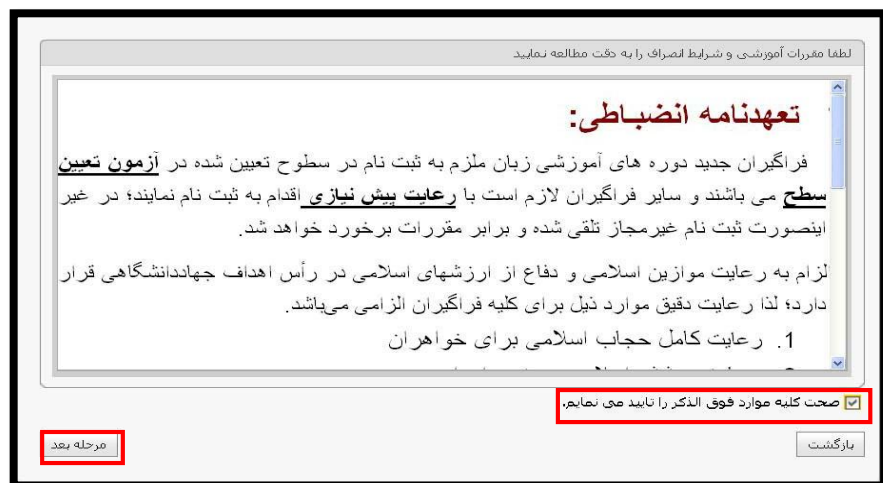 لطفا مقررات آموزشی و شرایط انصراف را به دقت مطالعه نمایید
تعهدنامه انضباطی:
فراگیران جدید دوره های آموزشی زبان ملزم به ثبت نام در سطوح تعیین شده در آزمون تعیین
سطح می باشند و سایر فراگیران لازم است با رعایت پیش نیازی اقدام به ثبت نام نمایند؛ در غیر
اینصورت ثبت نام غیرمجاز تلقی شده و برابر مقررات برخورد خواهد شد.
لزام به رعایت موازین اسلامی و دفاع از ارزشهای اسلامی در رأس اهداف جهاددانشگاهی قرار
دارد؛ لذا رعایت دقیق موارد ذیل برای کلیه فراگیران الزامی می‌باشد.
1. رعایت کامل حجاب اسلامی برای خواهران
صحت کلیه موارد فوق الذکر را تایید می نمایم.
بازگشت
مرحله بعد